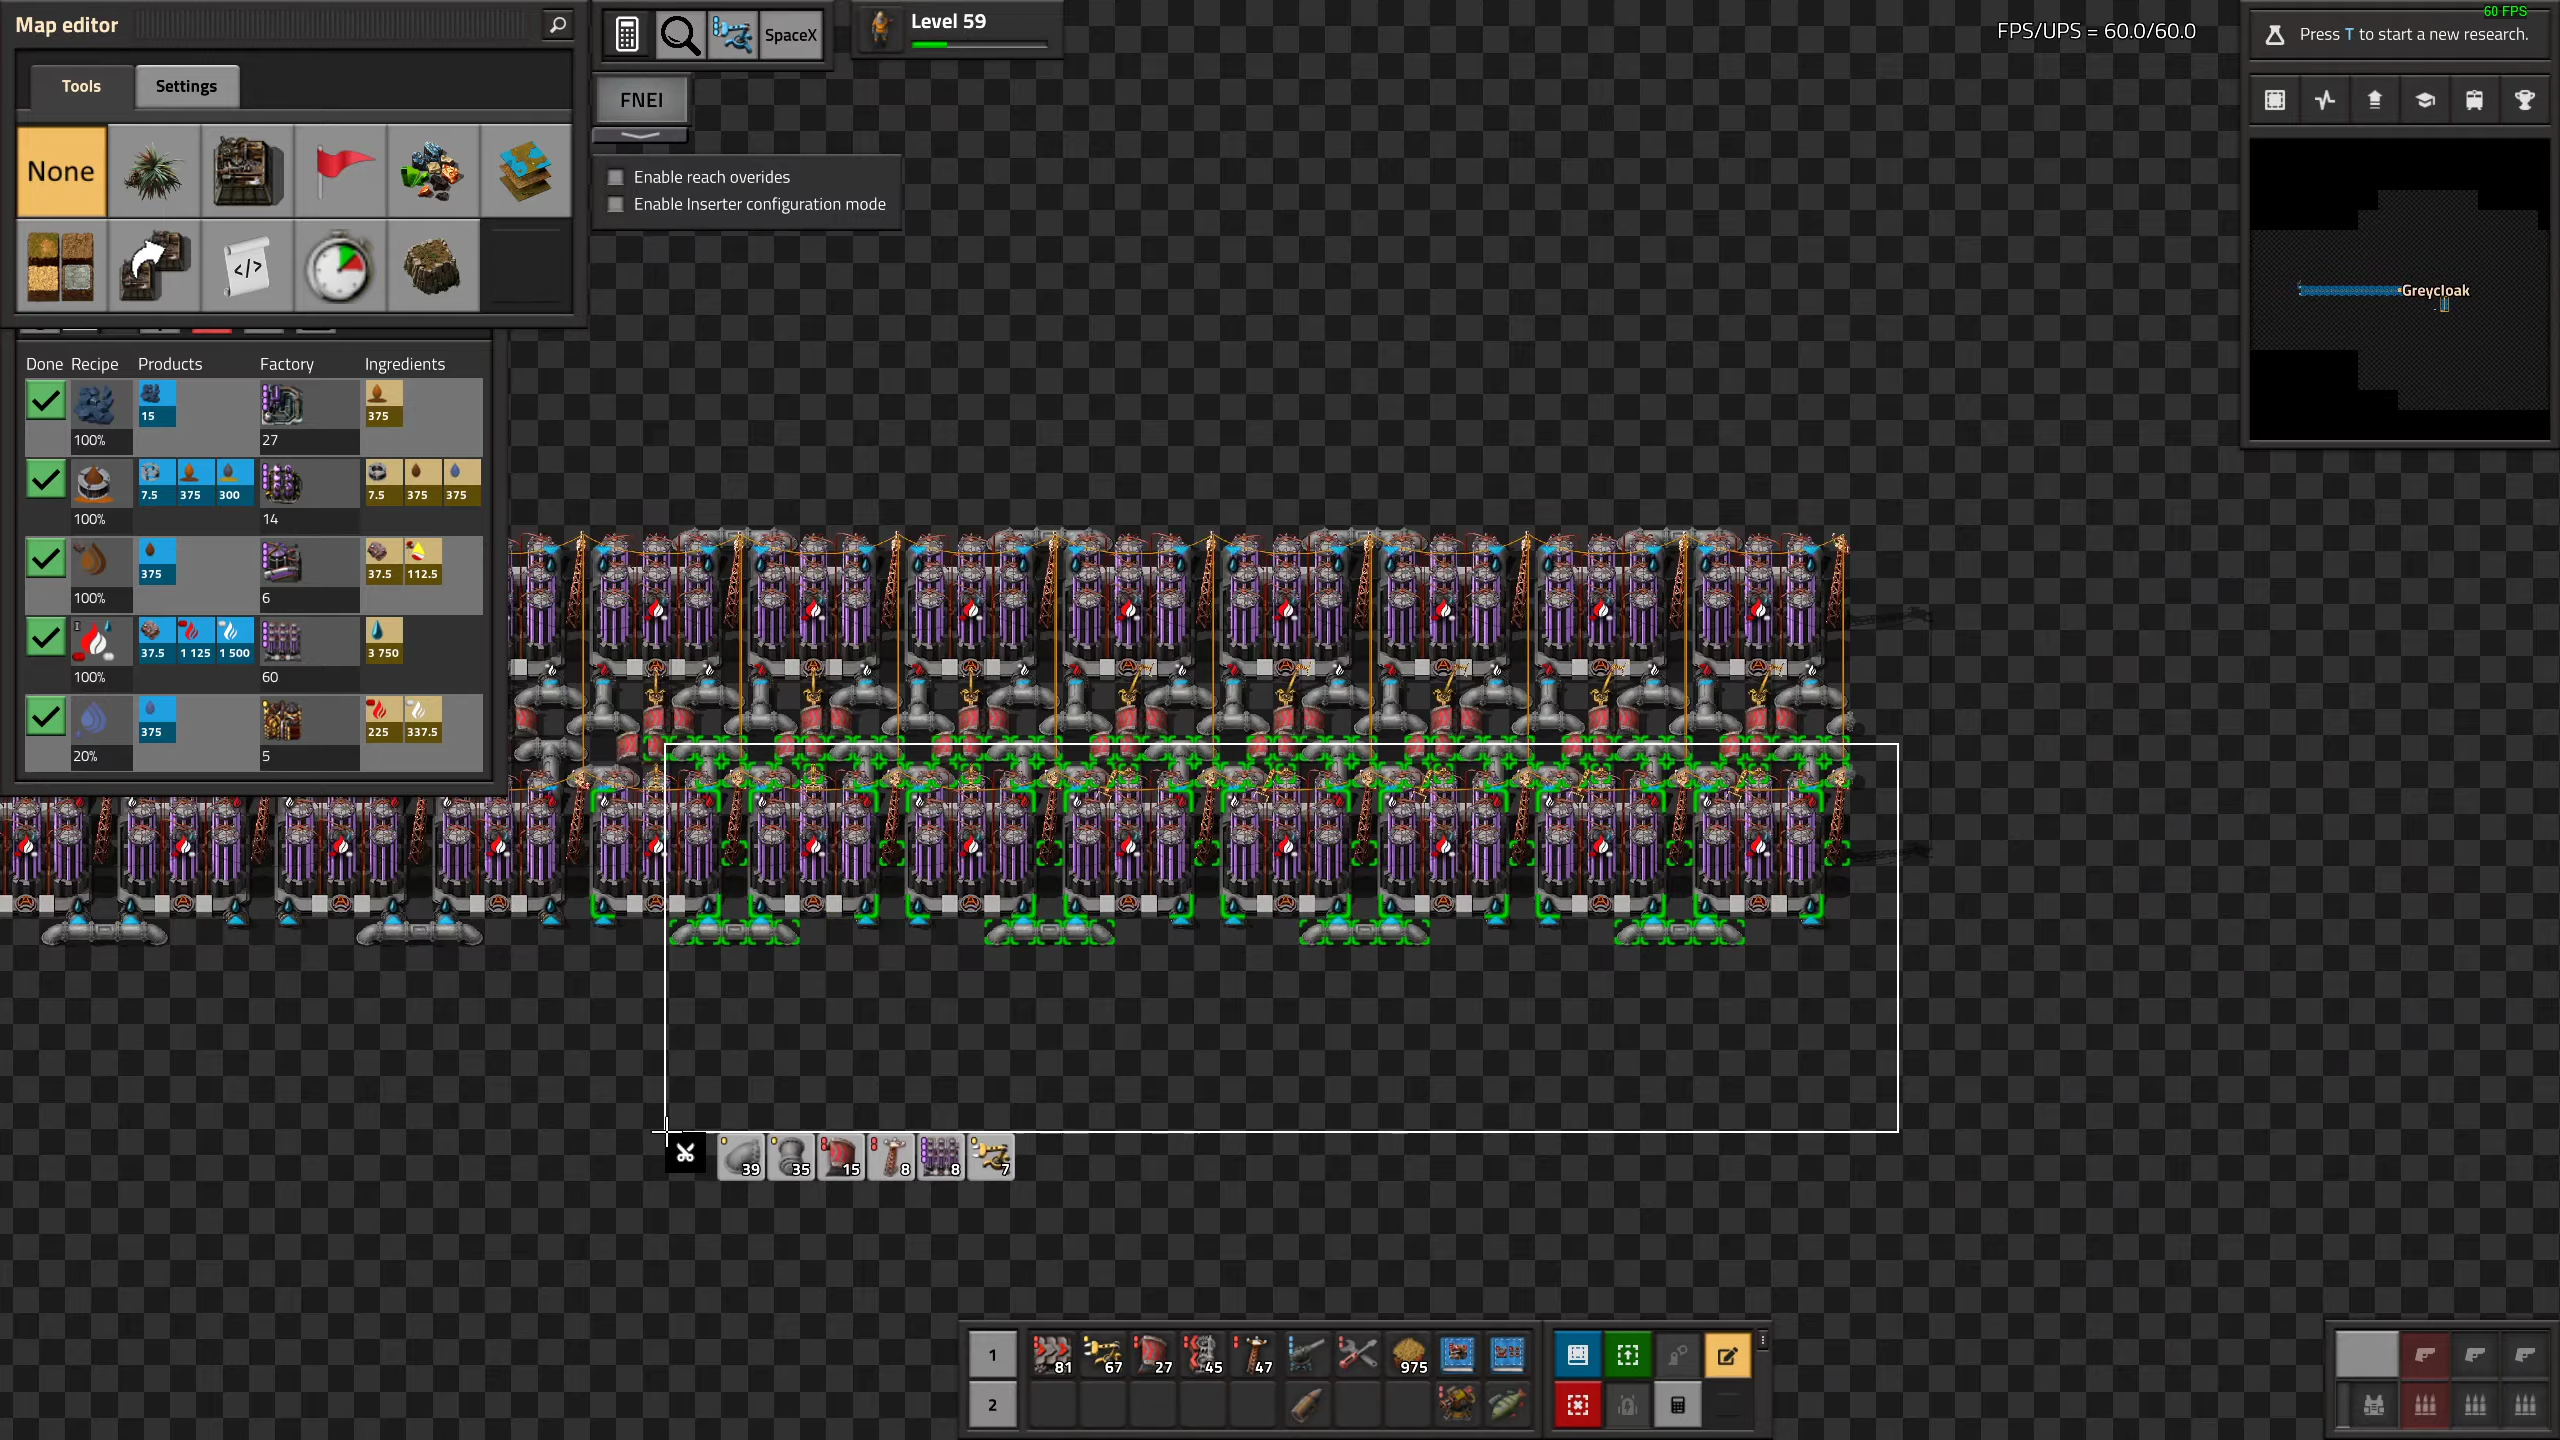 Map editor
Tools
Settings
None
</>
SpaceX
Level 59
FNEI
Enable reach overides
Enable Inserter configuration mode
FPS/UPS = 60.0/60.0
60 FPS
Press T to start a new research.
Greycloak
Done Recipe Products Factory Ingredients
15 375
100% 27
7.5 375 300 7.5 375 375
100% 14
375 37.5 112.5
100% 6
I
37.5 1 125 1 500 3 750
100% 60
375 225 337.5
20% 5
39 35 15 8 8 7
1 81 67 27 45 47 975
2